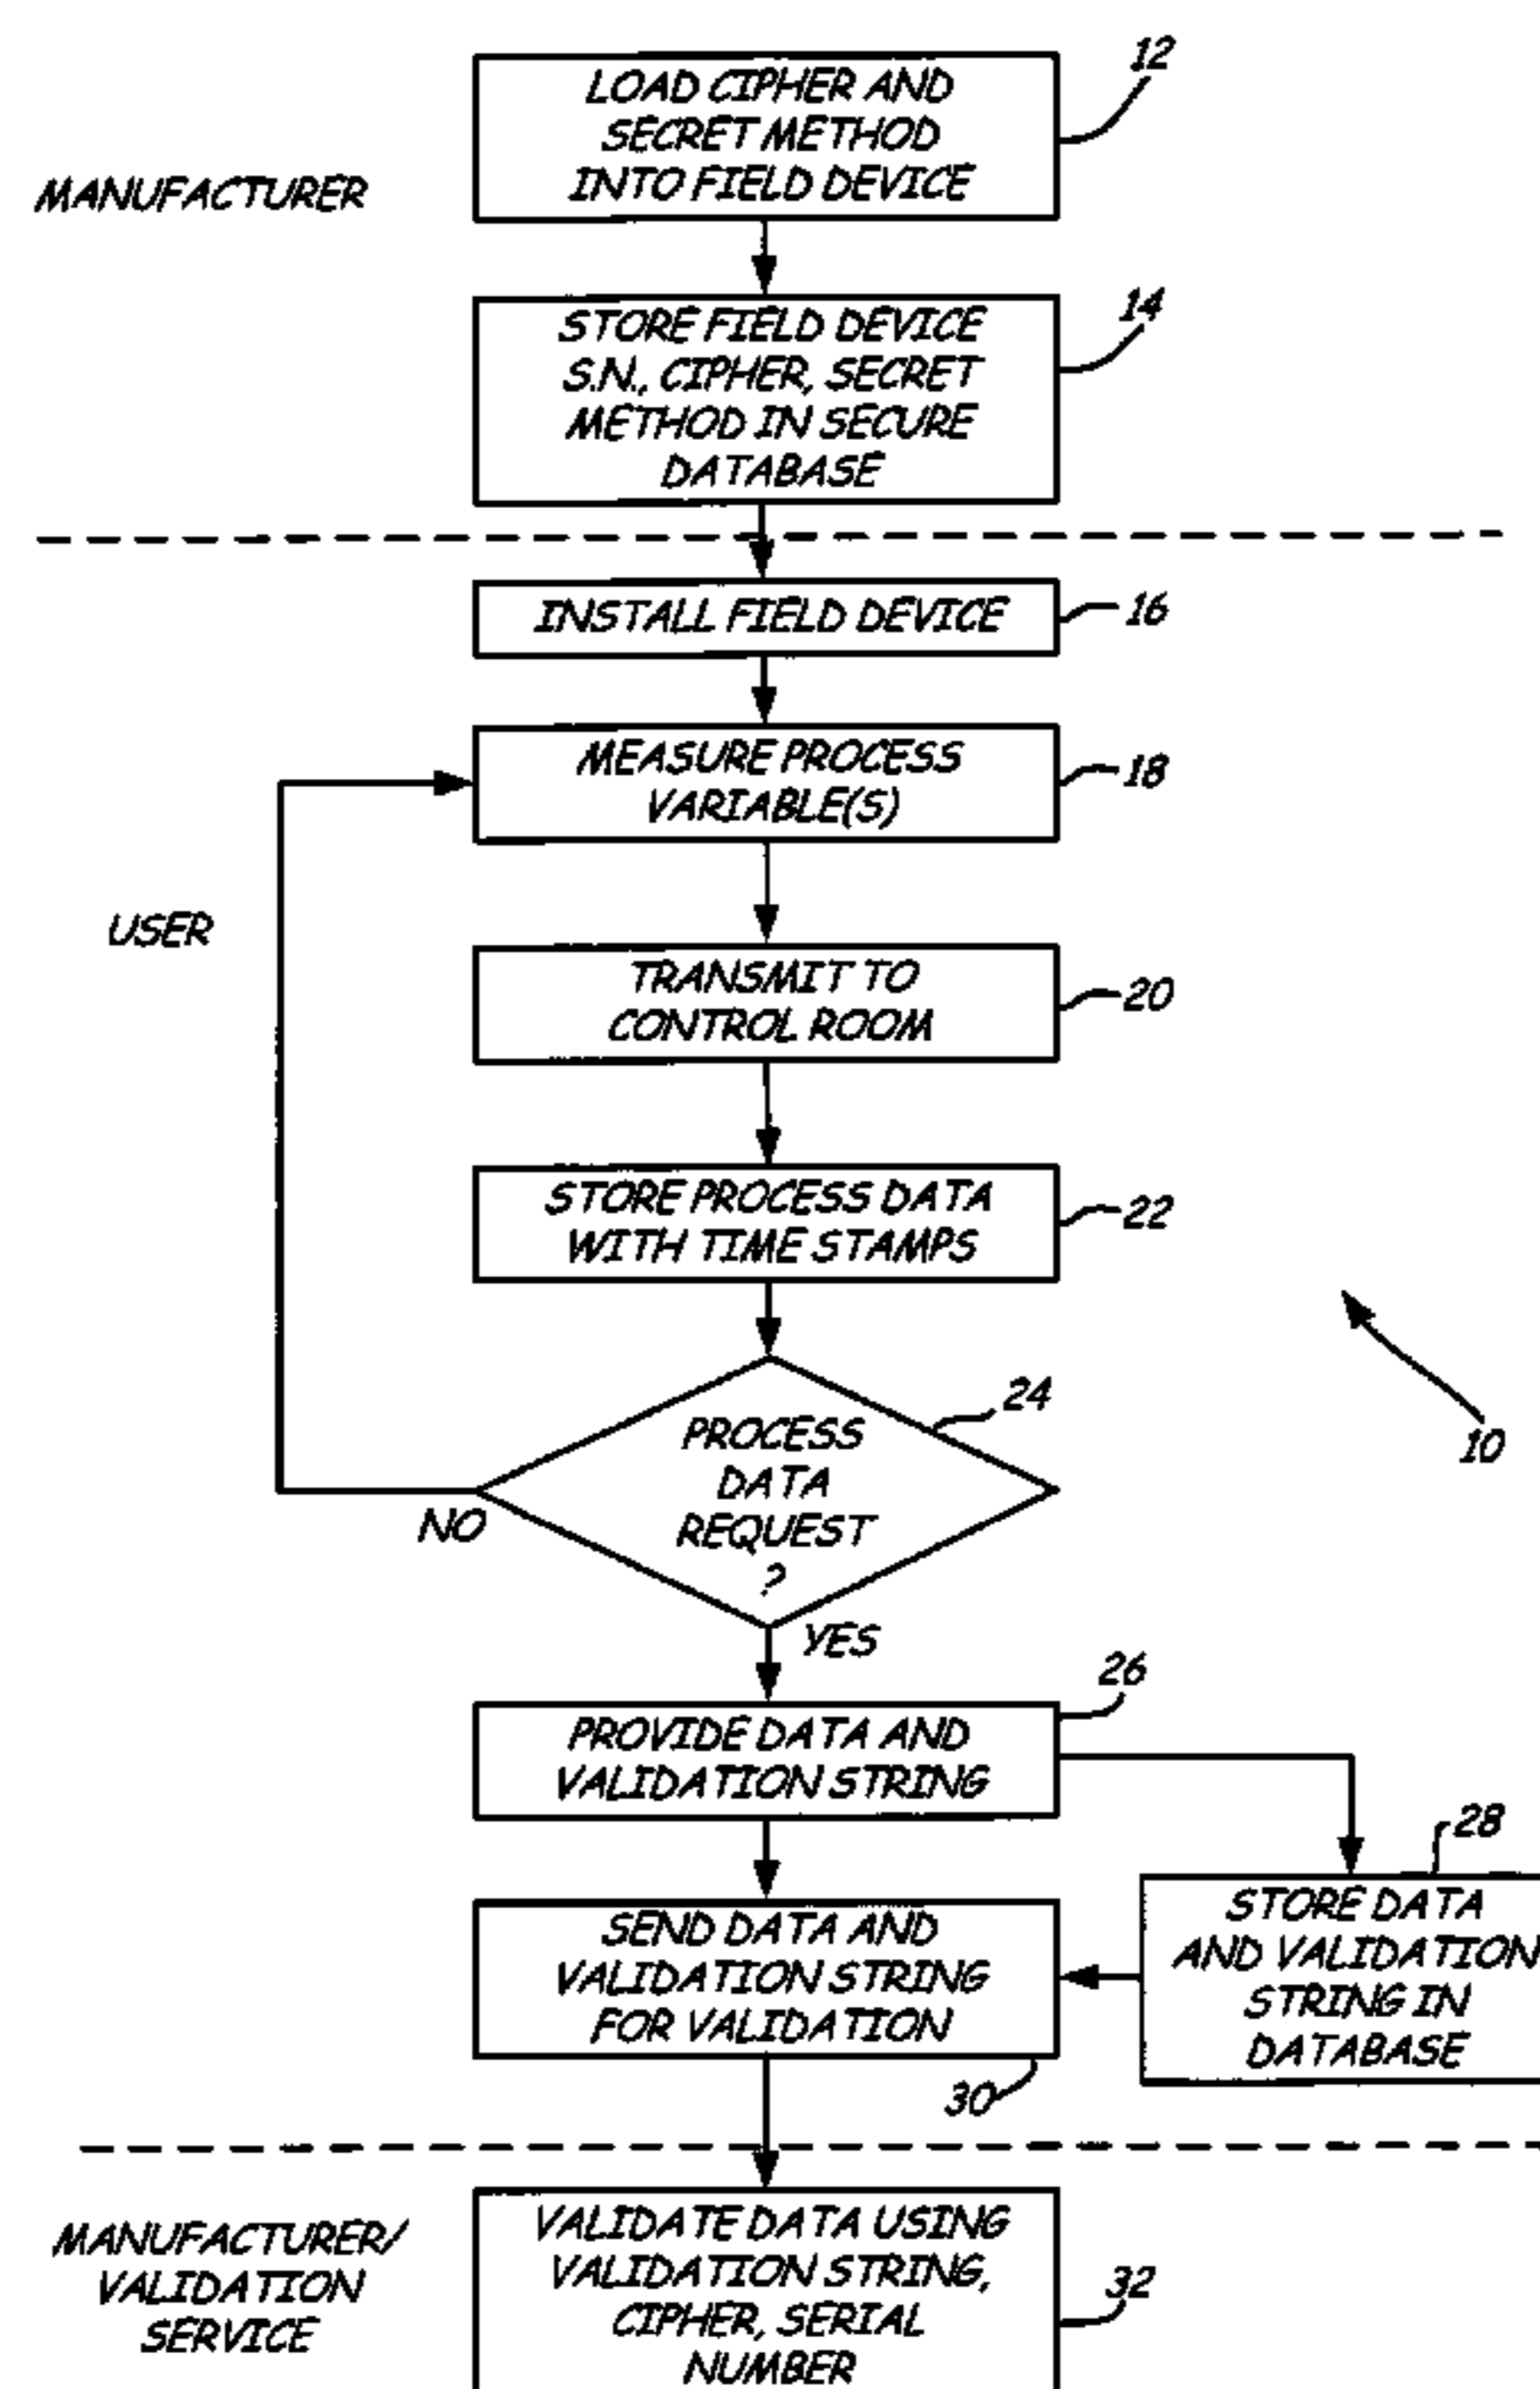 12
LOAD CIPHER AND
SECRET METHOD
INTO FIELD DEVICE
MANUFACTURER
14
STORE FIELD DEVICE
S.N., CIPHER, SECRET
METHOD IN SECURE
DATABASE
INSTALL FIELD DEVICE
16
MEASURE PROCESS
VARIABLE(S)
18
USER
TRANSMIT TO
CONTROL ROOM
20
STORE PROCESS DATA
WITH TIME STAMPS
22
24
PROCESS
DATA
REQUEST
?
10
NO
YES
26
PROVIDE DATA AND
VALIDATION STRING
28
SEND DATA AND
VALIDATION STRING
FOR VALIDATION
30
STORE DATA
AND VALIDATION
STRING IN
DATABASE
MANUFACTURER/
VALIDATION
SERVICE
VALIDATE DATA USING
VALIDATION STRING,
CIPHER, SERIAL
NUMBER
32